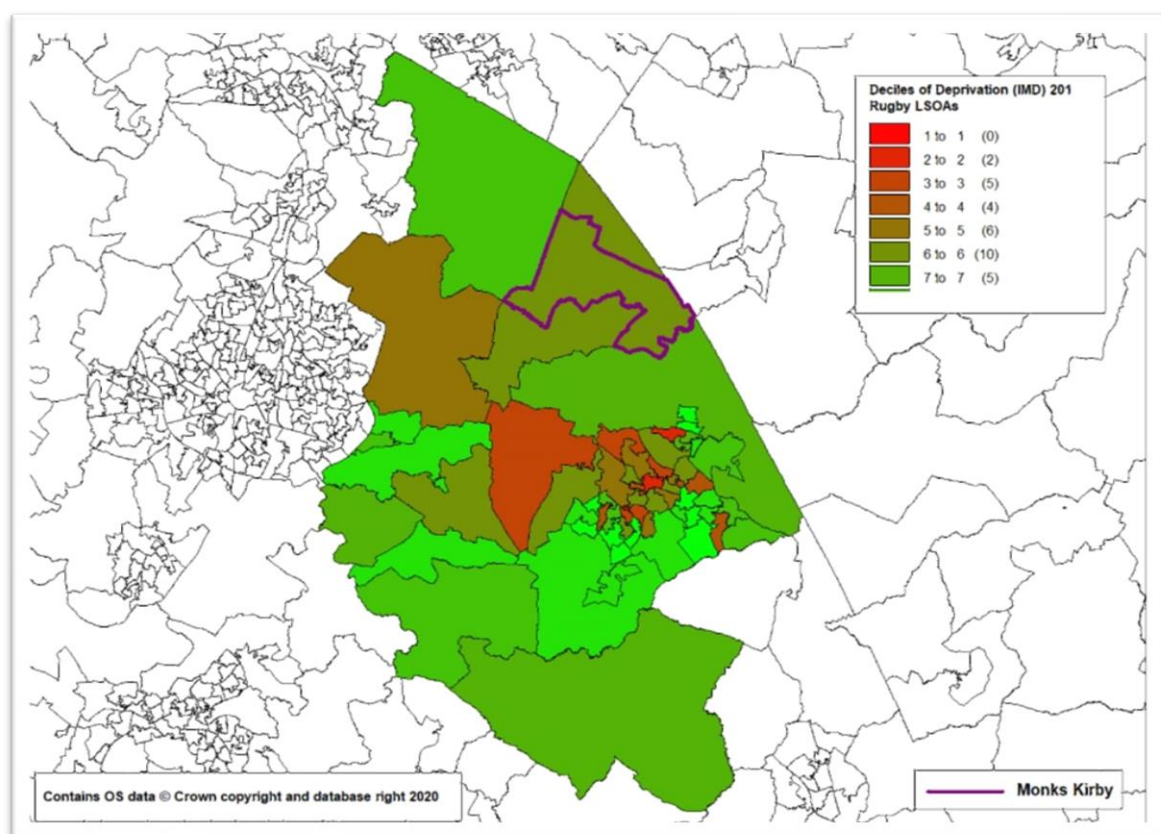 Deciles of Deprivation (IMD) 201
Rugby LSOAs
1 to 1 (0)
2 to 2 (2)
3 to 3 (5)
4 to 4 (4)
5 to 5 (6)
6 to 6 (10)
7 to 7 (5)
Contains OS data © Crown copyright and database right 2020
Monks Kirby